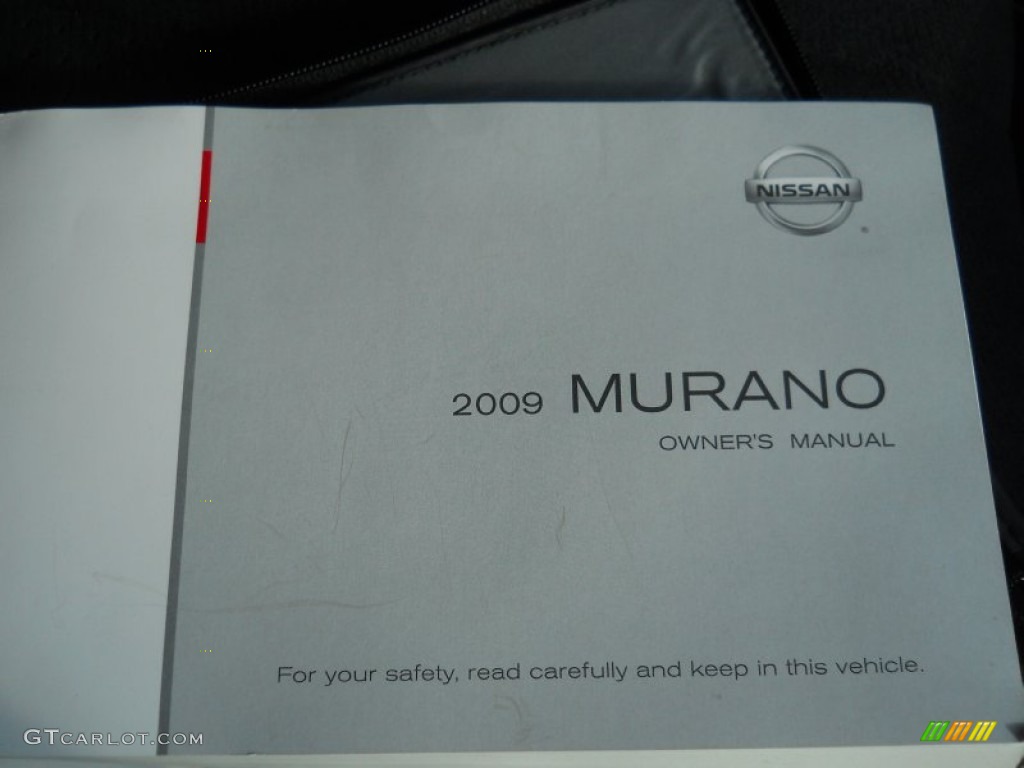 NISSAN
2009 MURANO
OWNER'S MANUAL
For your safety, read carefully and keep in this vehicle.
GTCARLOT.COM